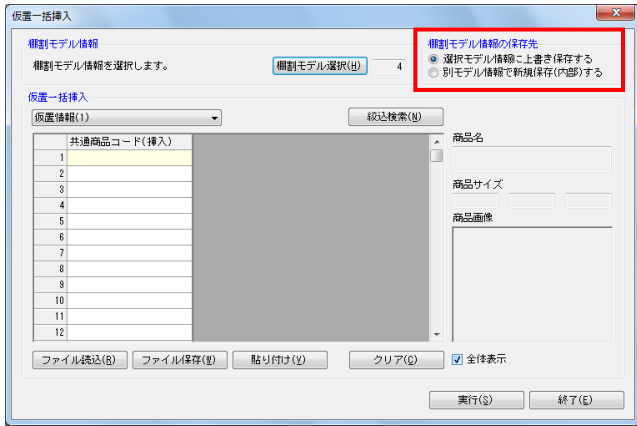 仮置一括挿入
棚割モデル情報
棚割モデル情報を選択します。
棚割モデル選択(H)
4
棚割モデル情報の保存先
選択モデル情報に上書き保存する
別モデル情報で新規保存(内部)する
仮置一括挿入
仮置情報(1)
絞込検索(N)
共通商品コード(挿入)
1
2
3
4
5
6
7
8
9
10
11
12
商品名
商品サイズ
商品画像
ファイル読込(R)
ファイル保存(W)
貼り付け(V)
クリア(C)
全体表示
実行(S)
終了(E)